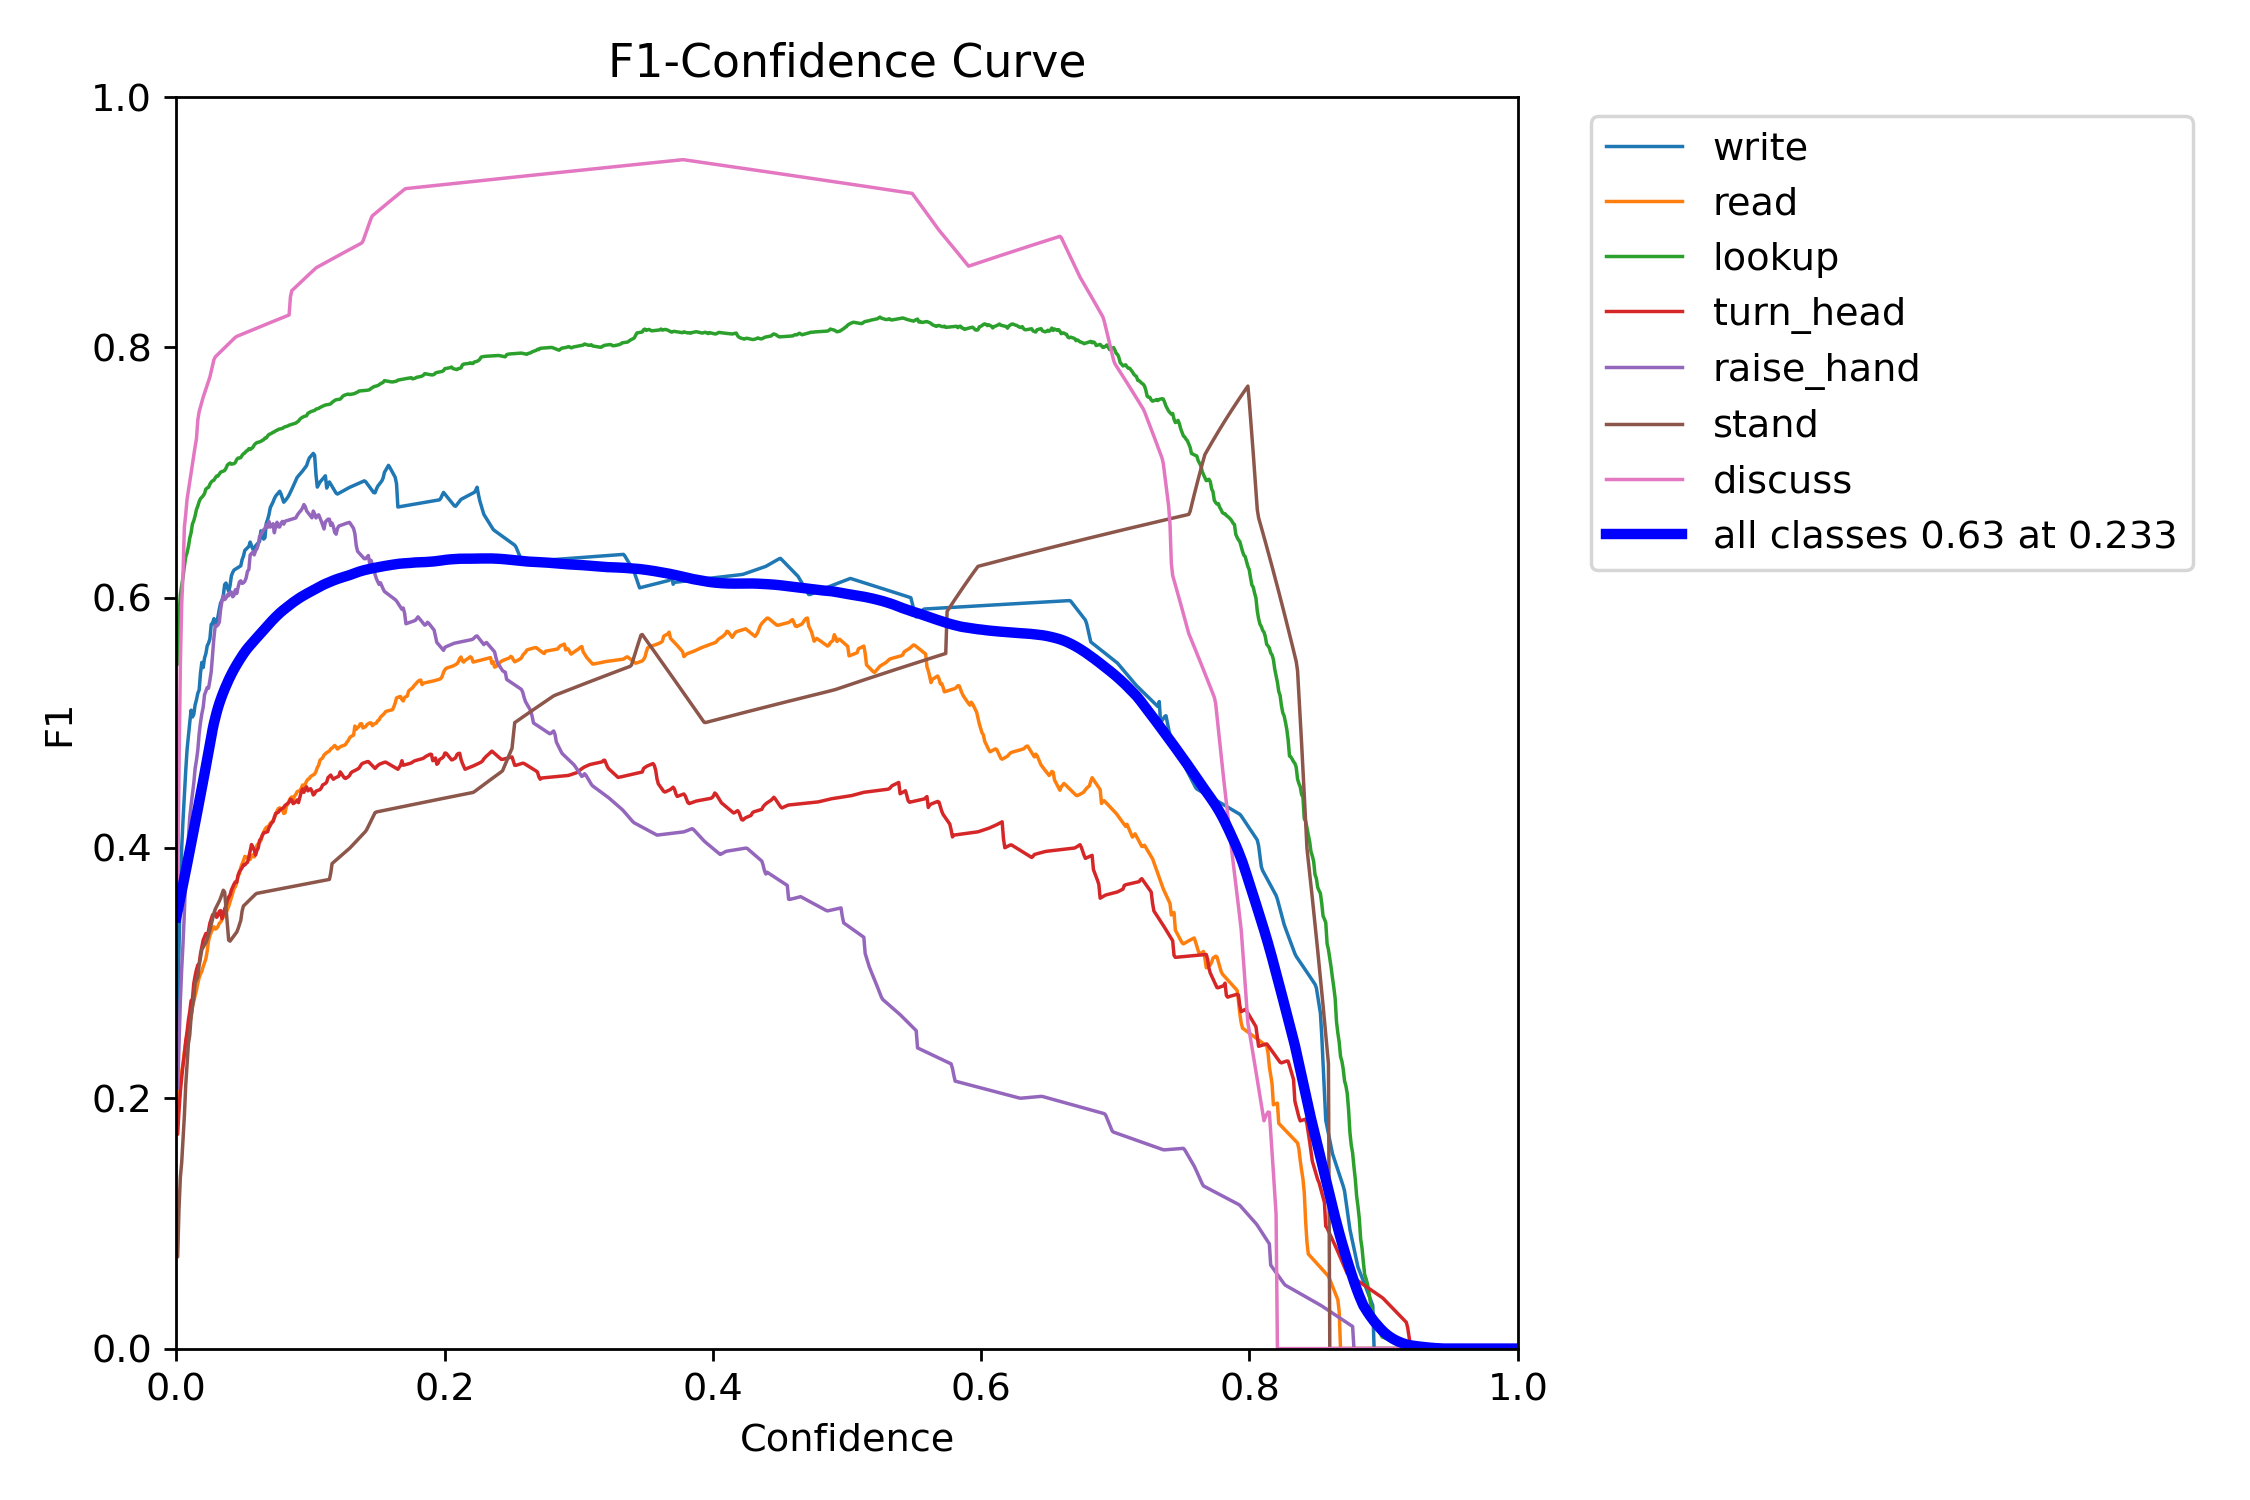 F1-Confidence Curve
1.0
0.8
0.6
0.4
0.2
0.0
F1
0.0 0.2 0.4 0.6 0.8 1.0
Confidence
write
read
lookup
turn_head
raise_hand
stand
discuss
all classes 0.63 at 0.233